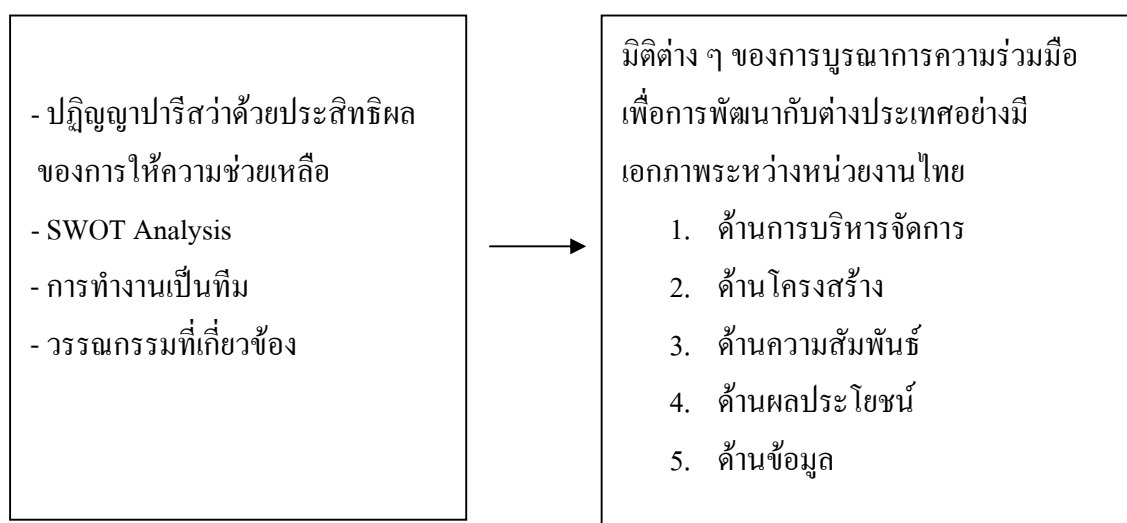 - ปฏิญญาปารีสว่าด้วยประสิทธิผล
ของการให้ความช่วยเหลือ
- SWOT Analysis
- การทำงานเป็นทีม
- วรรณกรรมที่เกี่ยวข้อง
มิติต่าง ๆ ของการบูรณาการความร่วมมือ
เพื่อการพัฒนากับต่างประเทศอย่างมี
เอกภาพระหว่างหน่วยงานไทย
1. ด้านการบริหารจัดการ
2. ด้านโครงสร้าง
3. ด้านความสัมพันธ์
4. ด้านผลประโยชน์
5. ด้านข้อมูล